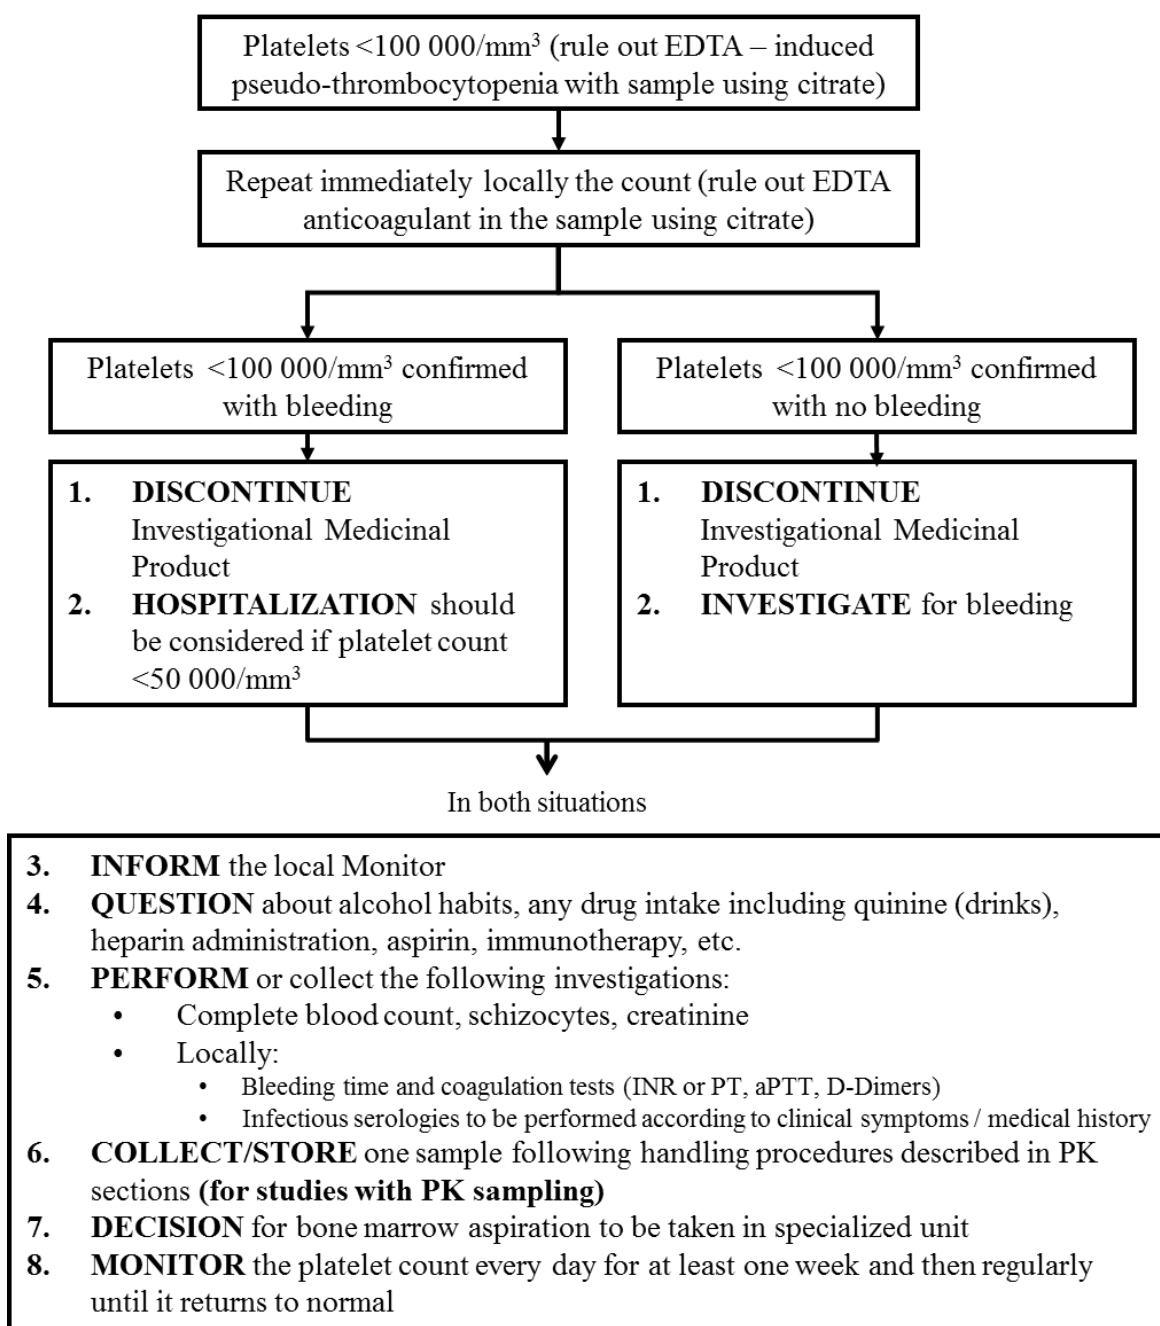 Platelets <100 000/mm³ (rule out EDTA – induced
pseudo-thrombocytopenia with sample using citrate)
Repeat immediately locally the count (rule out EDTA
anticoagulant in the sample using citrate)
Platelets <100 000/mm³ confirmed
with bleeding
Platelets <100 000/mm³ confirmed
with no bleeding
1. DISCONTINUE
Investigational Medicinal
Product
2. HOSPITALIZATION should
be considered if platelet count
<50 000/mm³
1. DISCONTINUE
Investigational Medicinal
Product
2. INVESTIGATE for bleeding
In both situations
3. INFORM the local Monitor
4. QUESTION about alcohol habits, any drug intake including quinine (drinks),
heparin administration, aspirin, immunotherapy, etc.
5. PERFORM or collect the following investigations:
• Complete blood count, schizocytes, creatinine
• Locally:
• Bleeding time and coagulation tests (INR or PT, aPTT, D-Dimers)
• Infectious serologies to be performed according to clinical symptoms / medical history
6. COLLECT/STORE one sample following handling procedures described in PK
sections (for studies with PK sampling)
7. DECISION for bone marrow aspiration to be taken in specialized unit
8. MONITOR the platelet count every day for at least one week and then regularly
until it returns to normal